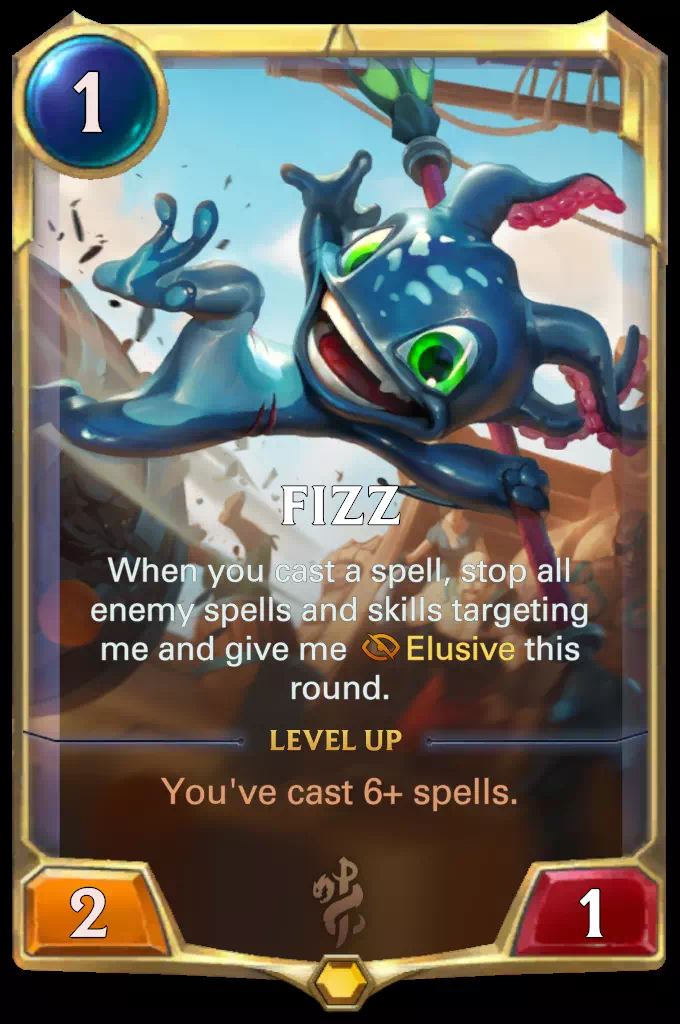 1
FIZZ
When you cast a spell, stop all
enemy spells and skills targeting
me and give me Elusive this
round.
LEVEL UP
You've cast 6+ spells.
2
1